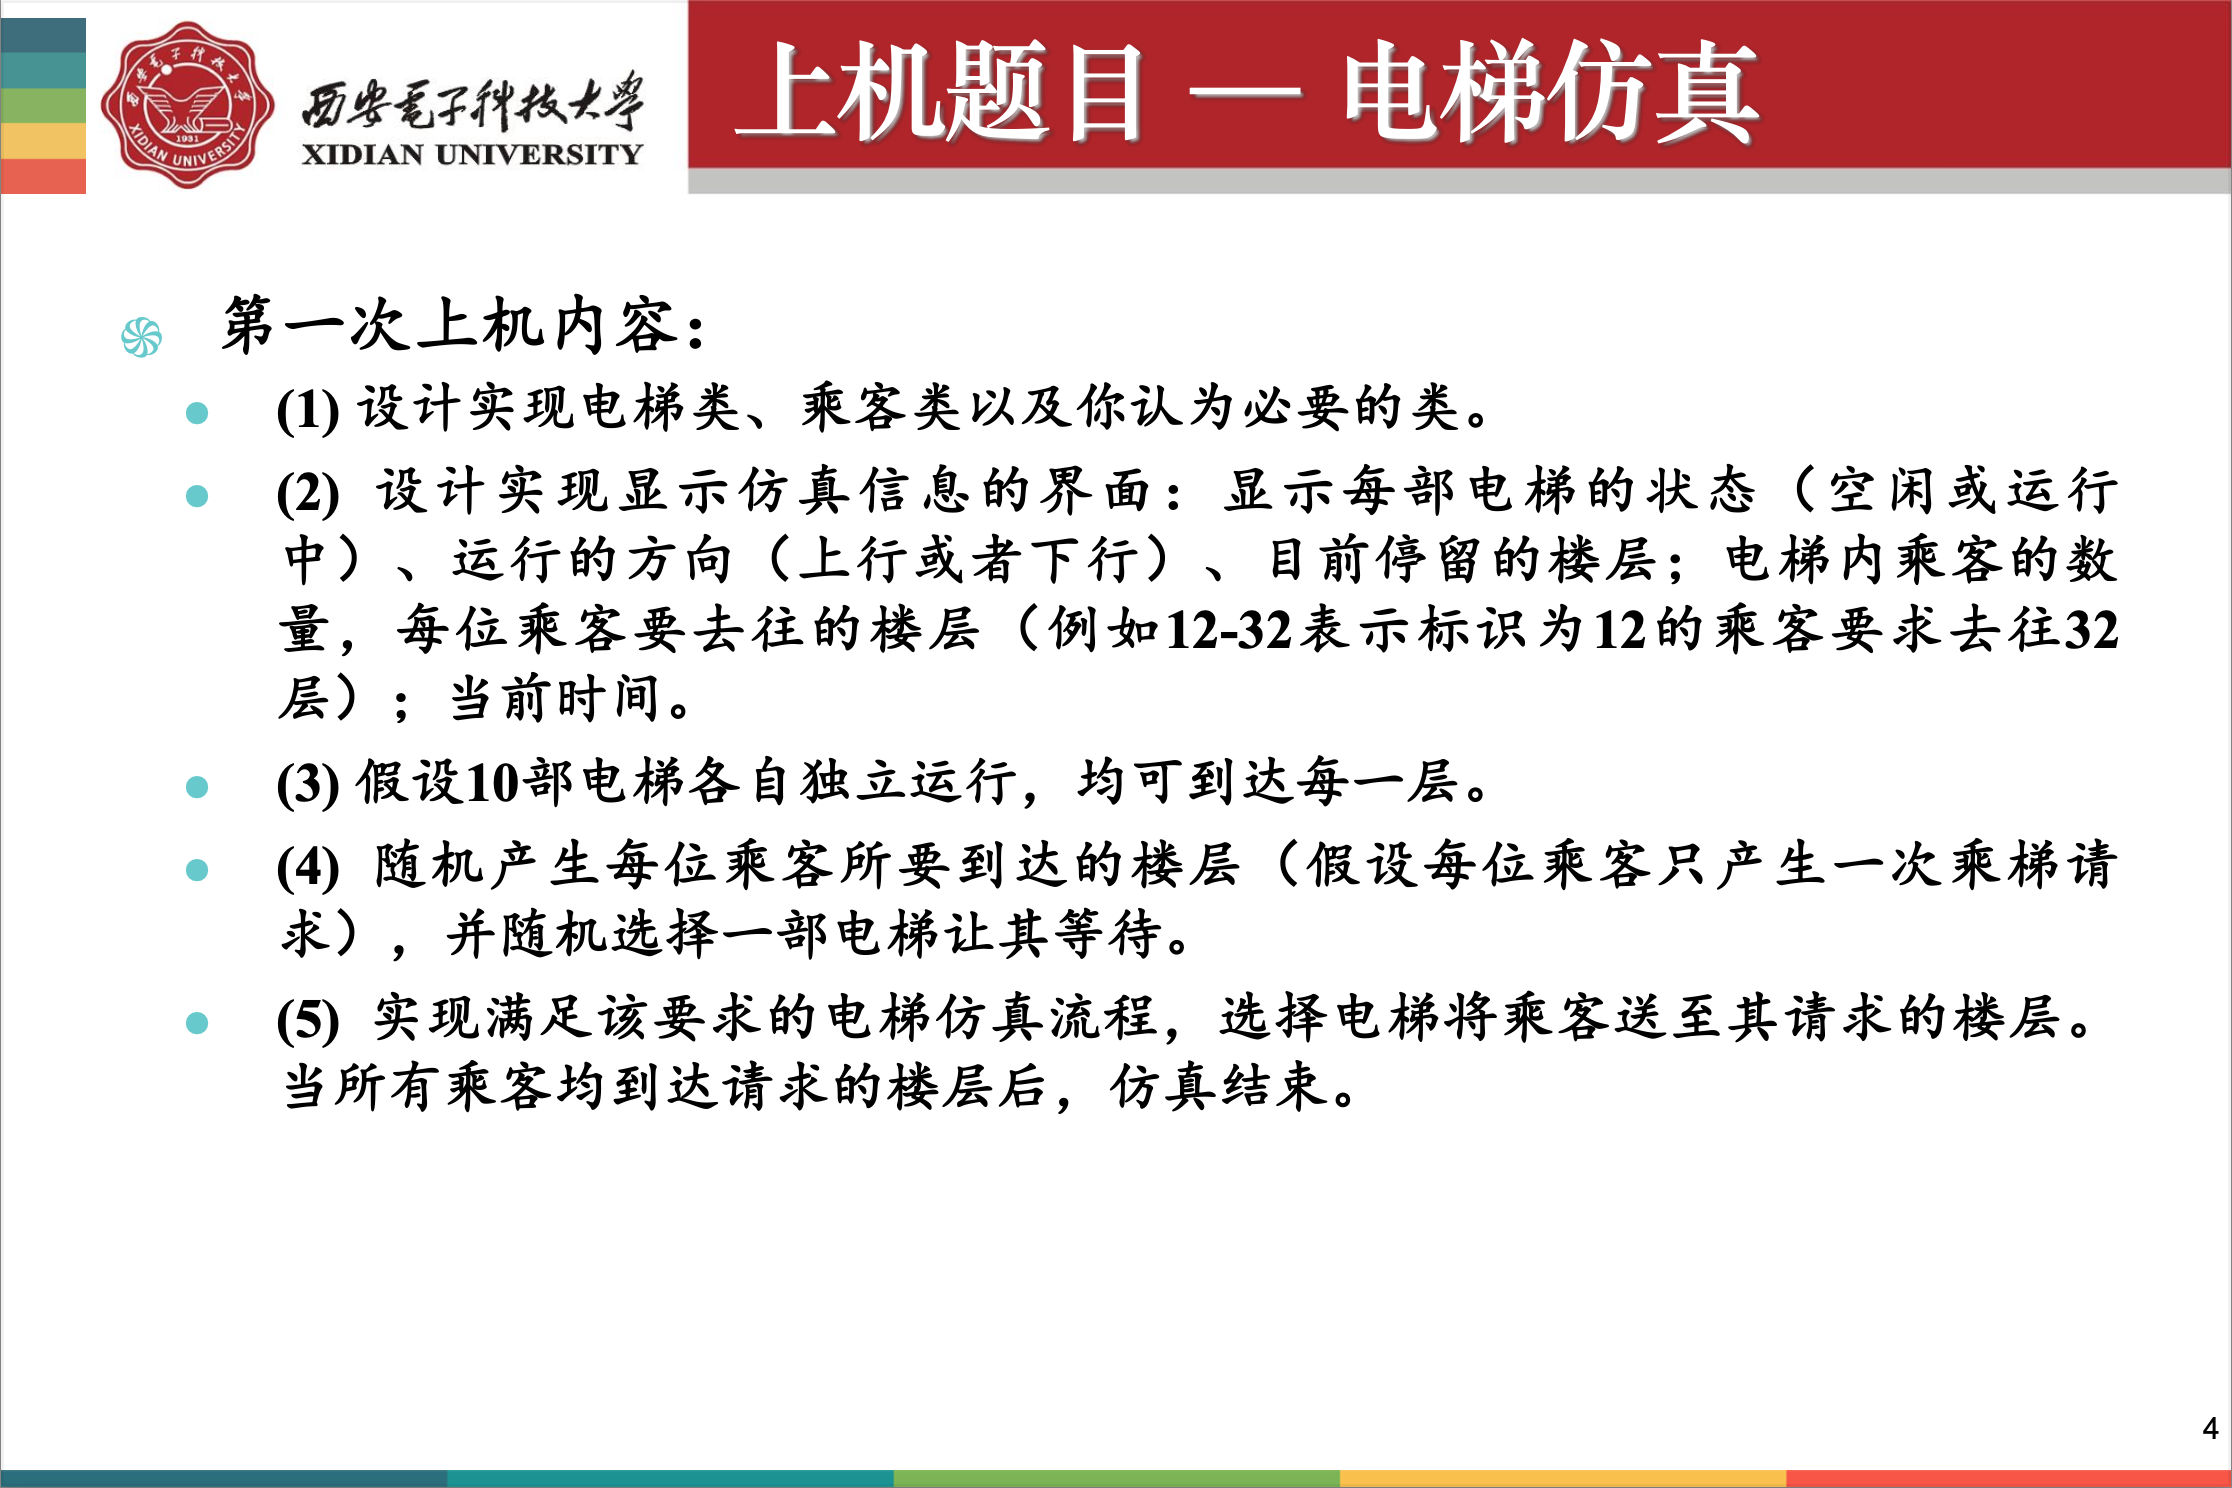 西安电子科技大学
XIDIAN UNIVERSITY
1931
XIDIAN UNIVERSITY
上机题目 — 电梯仿真
第一次上机内容：
(1) 设计实现电梯类、乘客类以及你认为必要的类。
(2) 设计实现显示仿真信息的界面：显示每部电梯的状态（空闲或运行
中）、运行的方向（上行或者下行）、目前停留的楼层；电梯内乘客的数
量，每位乘客要去往的楼层（例如12-32表示标识为12的乘客要求去往32
层）；当前时间。
(3) 假设10部电梯各自独立运行，均可到达每一层。
(4) 随机产生每位乘客所要到达的楼层（假设每位乘客只产生一次乘梯请
求），并随机选择一部电梯让其等待。
(5) 实现满足该要求的电梯仿真流程，选择电梯将乘客送至其请求的楼层。
当所有乘客均到达请求的楼层后，仿真结束。
4